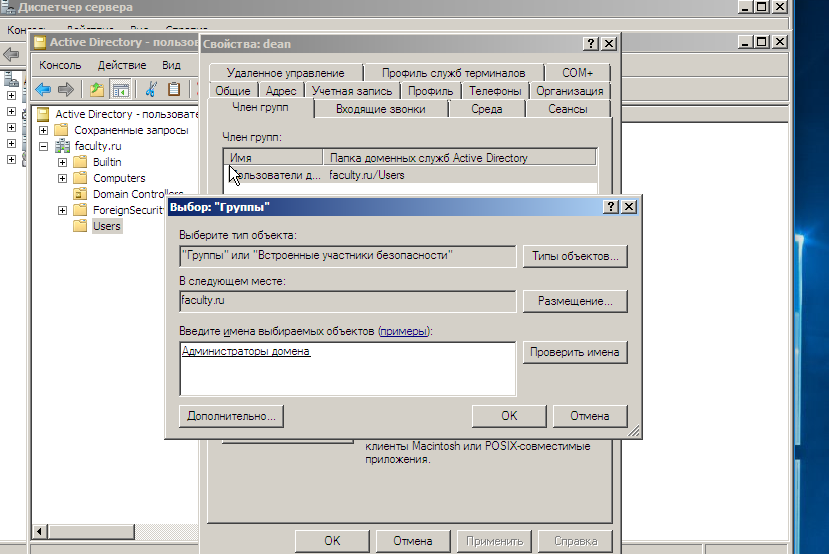 Диспетчер сервера
Active Directory - пользо
Консоль Действие Вид
Active Directory - пользовате
Сохраненные запросы
faculty.ru
Builtin
Computers
Domain Controllers
ForeignSecurit
Users
Свойства: dean
Удаленное управление Профиль служб терминалов COM+
Общие Адрес Учетная запись Профиль Телефоны Организация
Член групп Входящие звонки Среда Сеансы
Член групп:
Имя Папка доменных служб Active Directory
ользователи д... faculty.ru/Users
Выбор: "Группы"
Выберите тип объекта:
"Группы" или "Встроенные участники безопасности" Типы объектов...
В следующем месте:
faculty.ru Размещение...
Введите имена выбираемых объектов (примеры):
Администраторы домена Проверить имена
Дополнительно... OK Отмена
клиенты Macintosh или POSIX-совместимые
приложения.
OK Отмена Применить Справка